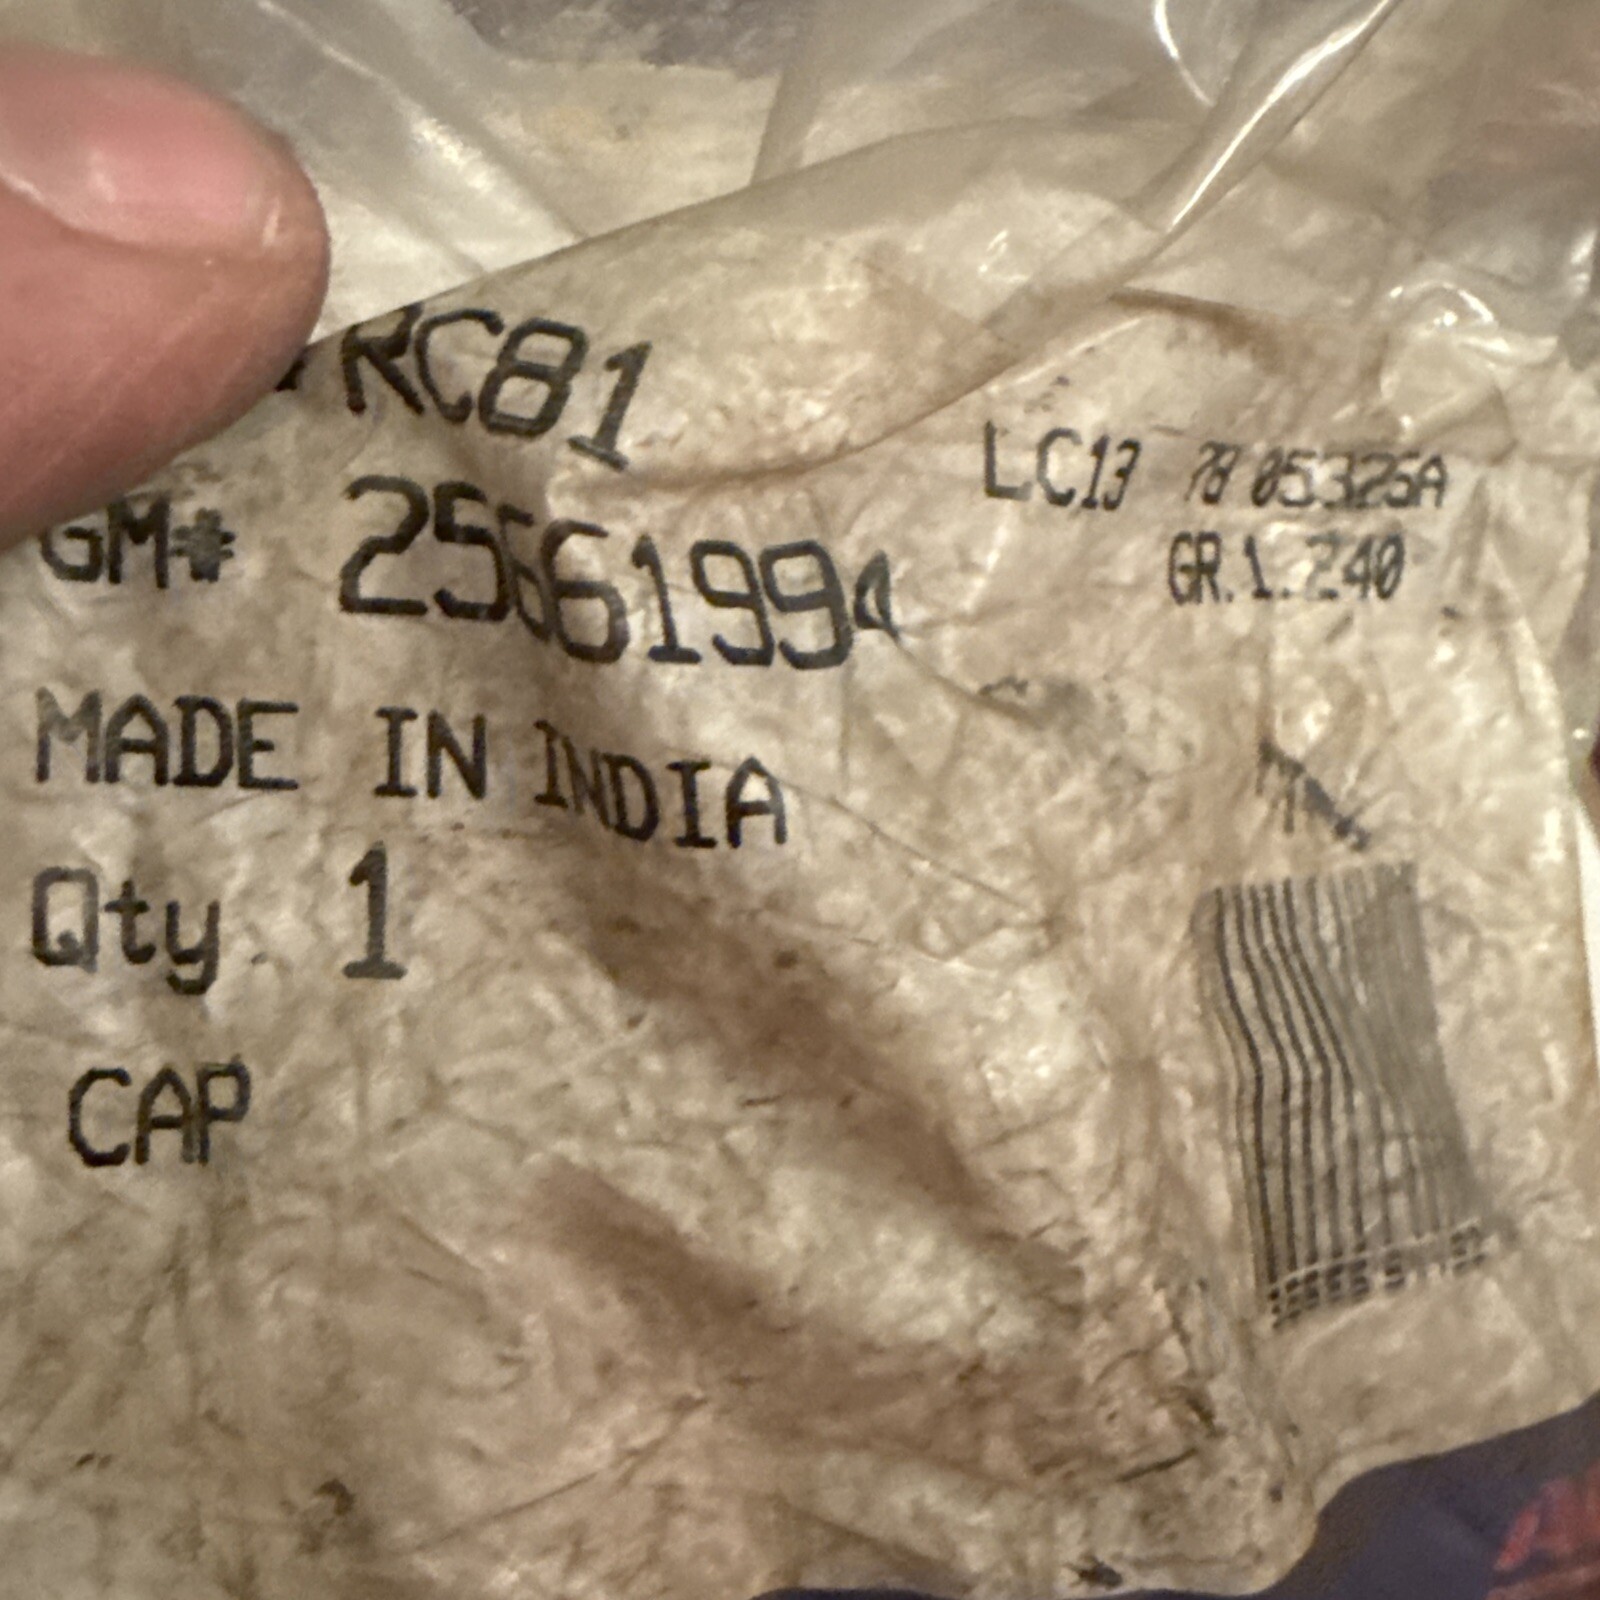 RC81
GM# 25661994
MADE IN INDIA
Qty 1
CAP
LC13 78 05325A
GR.1.240